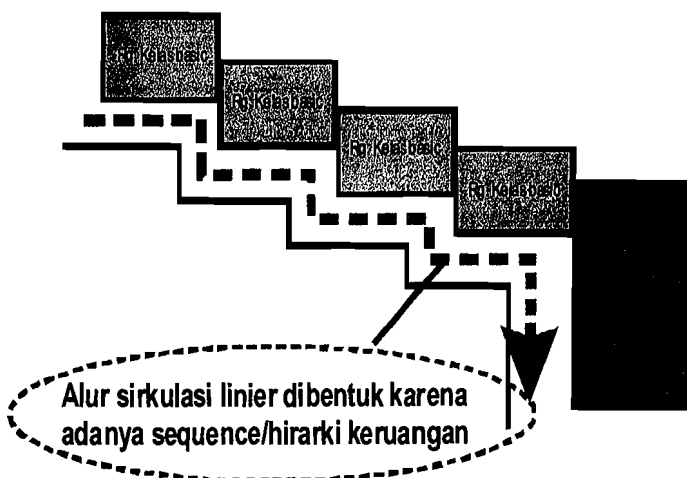 Rg Kelas basic
Rg Kelas basic
Rg Kelas basic
Rg Kelas basic
Alur sirkulasi linier dibentuk karena
adanya sequence/hirarki keruangan